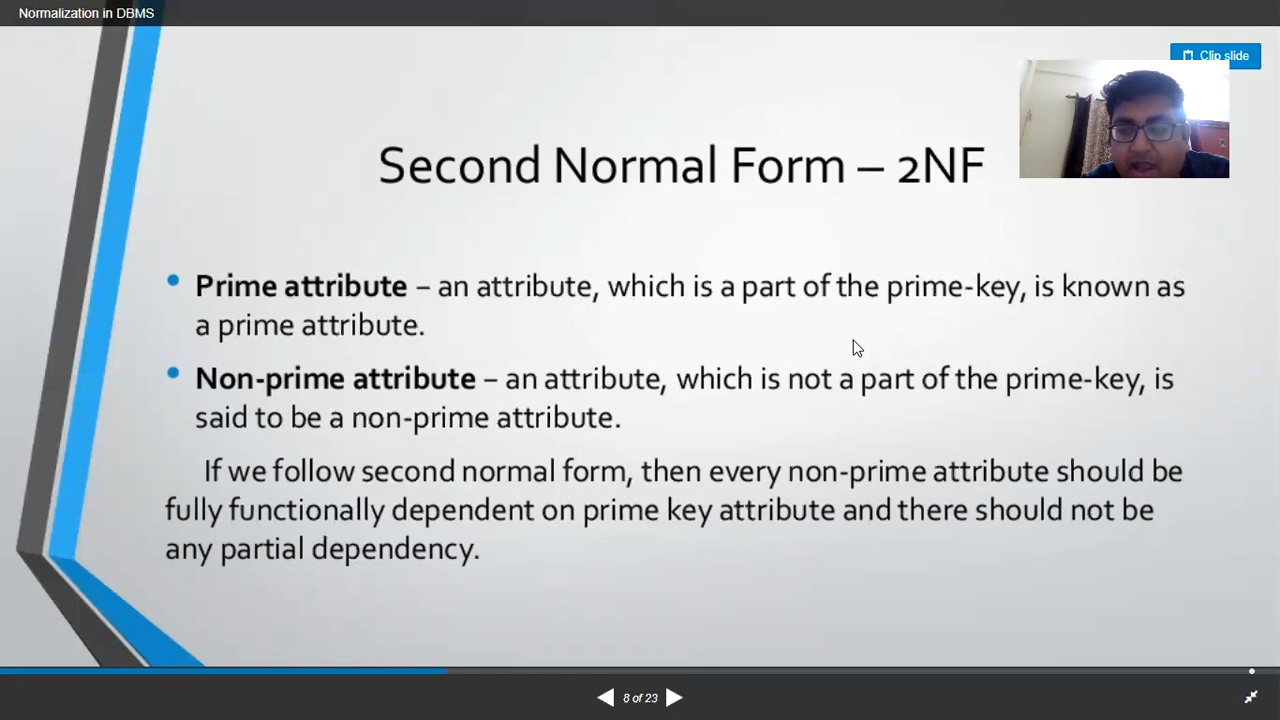 Normalization in DBMS
Clip slide
Second Normal Form – 2NF
• Prime attribute – an attribute, which is a part of the prime-key, is known as
a prime attribute.
• Non-prime attribute – an attribute, which is not a part of the prime-key, is
said to be a non-prime attribute.
If we follow second normal form, then every non-prime attribute should be
fully functionally dependent on prime key attribute and there should not be
any partial dependency.
8 of 23